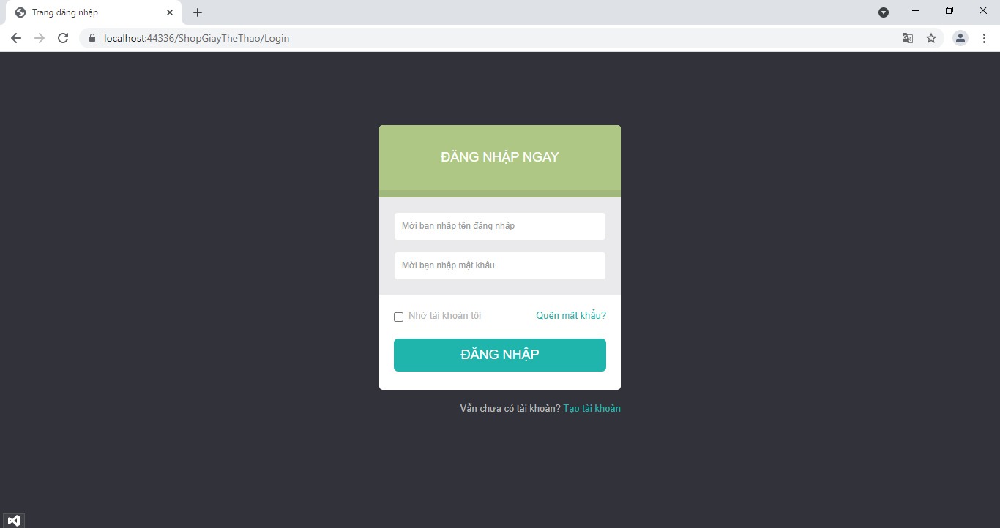 Trang đăng nhập
localhost:44336/ShopGiayTheThao/Login
ĐĂNG NHẬP NGAY
Mời bạn nhập tên đăng nhập
Mời bạn nhập mật khẩu
Nhớ tài khoản tôi
Quên mật khẩu?
ĐĂNG NHẬP
Vẫn chưa có tài khoản? Tạo tài khoản